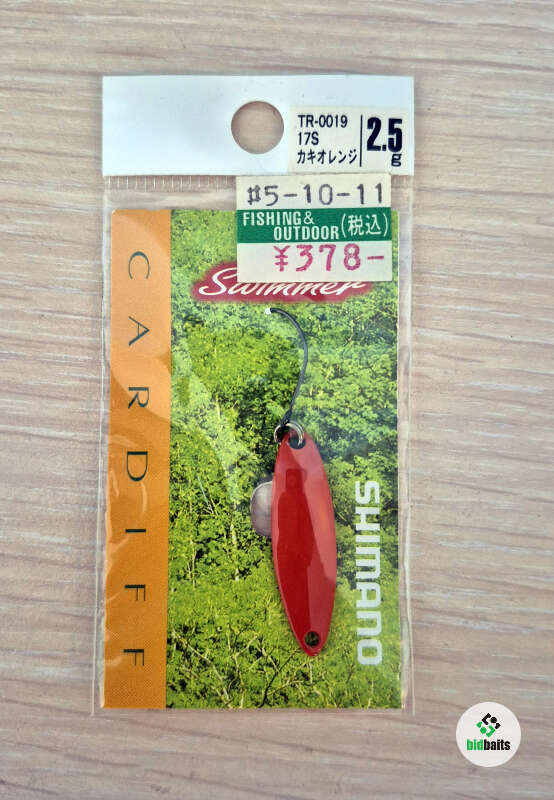 TR-0019
17S
カキオレンジ
2.5g
#5-10-11
FISHING&
OUTDOOR(税込)
¥378-
Swimmer
CARDIFF
SHIMANO
bidbaits